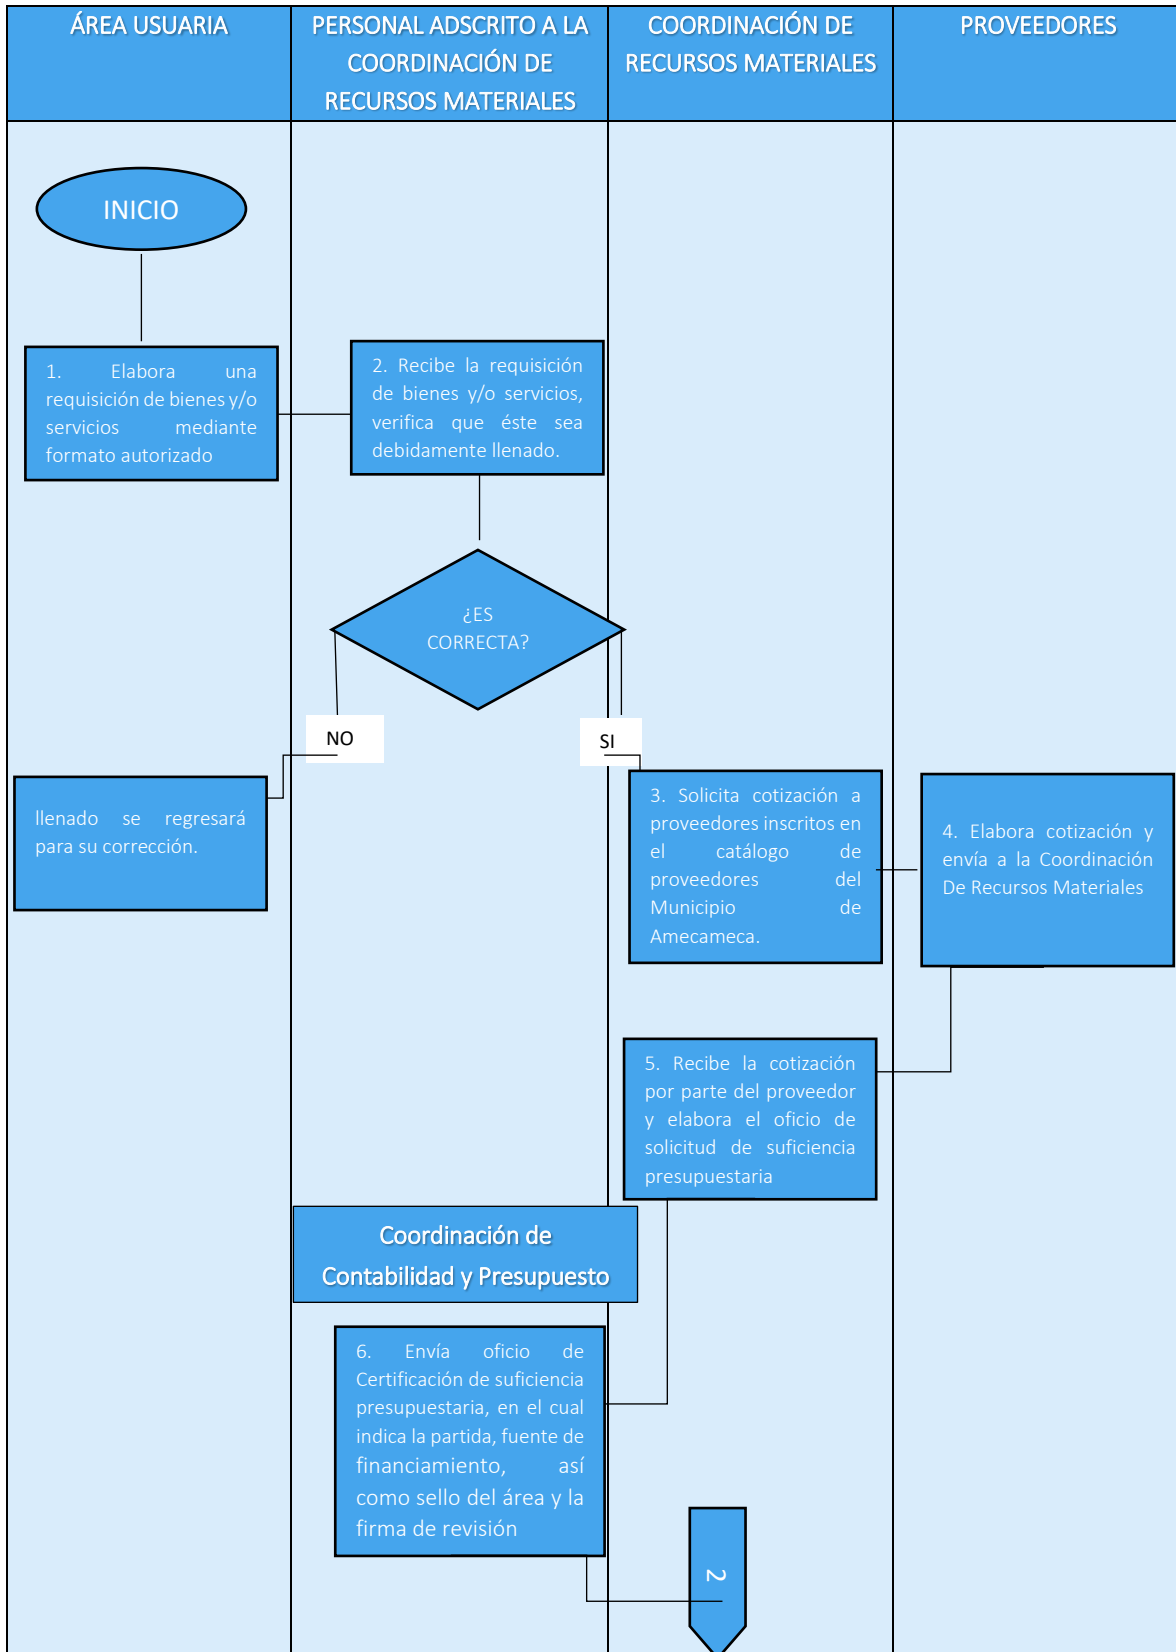 ÁREA USUARIA
PERSONAL ADSCRITO A LA
COORDINACIÓN DE
RECURSOS MATERIALES
COORDINACIÓN DE
RECURSOS MATERIALES
PROVEEDORES
INICIO
1. Elabora una
requisición de bienes y/o
servicios mediante
formato autorizado
2. Recibe la requisición
de bienes y/o servicios,
verifica que éste sea
debidamente llenado.
¿ES
CORRECTA?
NO
SI
llenado se regresará
para su corrección.
3. Solicita cotización a
proveedores inscritos en
el catálogo de
proveedores del
Municipio de
Amecameca.
4. Elabora cotización y
envía a la Coordinación
De Recursos Materiales
5. Recibe la cotización
por parte del proveedor
y elabora el oficio de
solicitud de suficiencia
presupuestaria
Coordinación de
Contabilidad y Presupuesto
6. Envía oficio de
Certificación de suficiencia
presupuestaria, en el cual
indica la partida, fuente de
financiamiento, así
como sello del área y la
firma de revisión
2